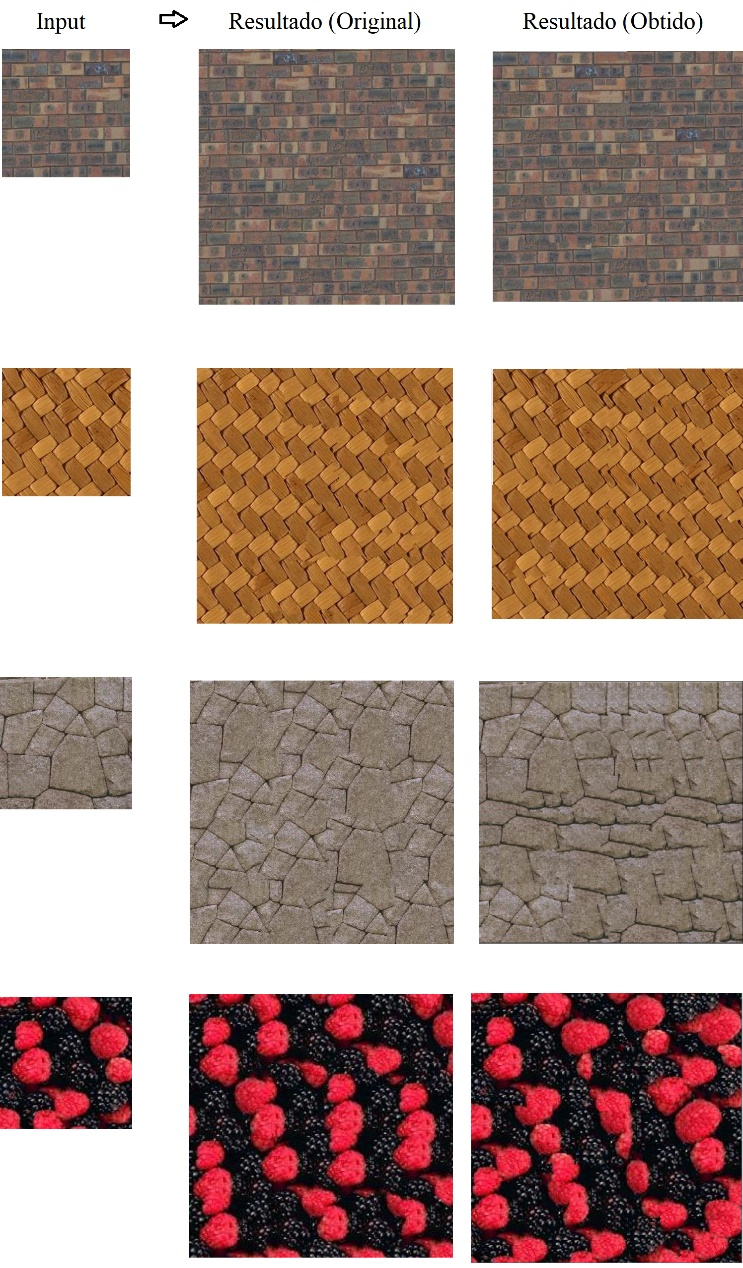 Input
Resultado (Original)
Resultado (Obtido)